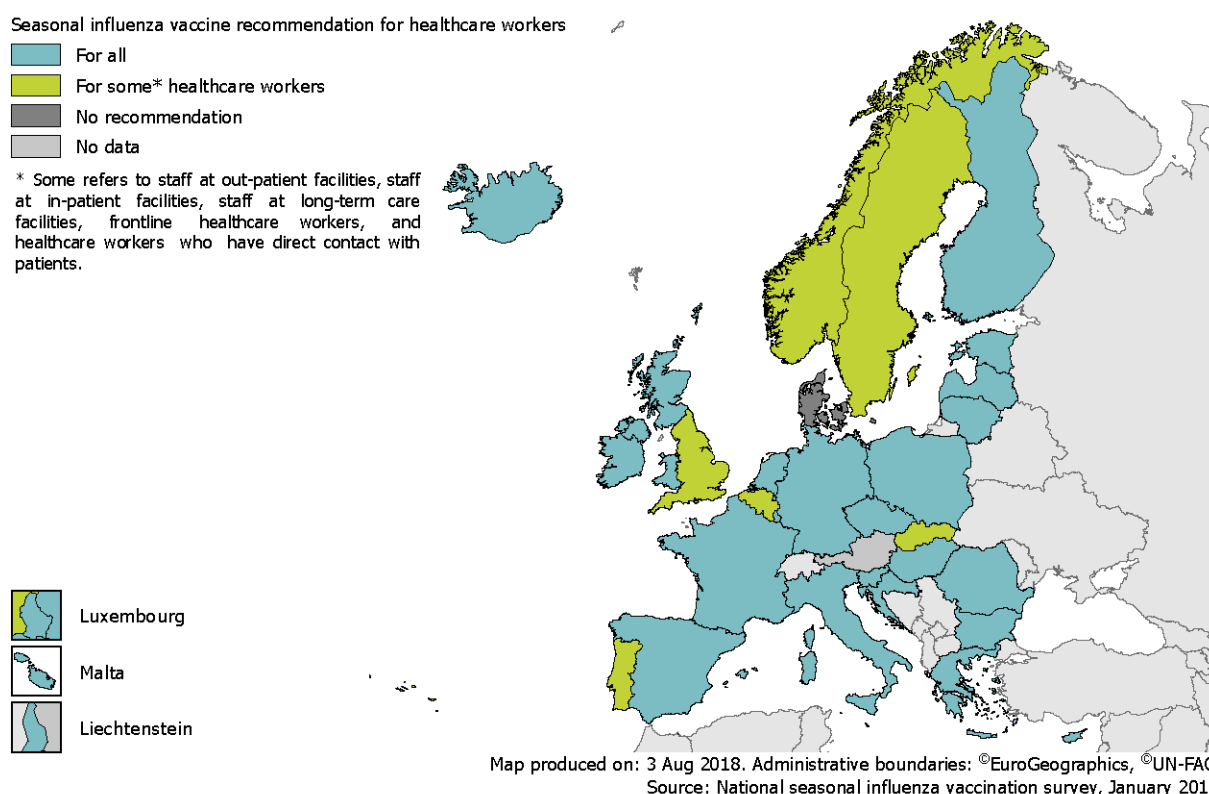 Seasonal influenza vaccine recommendation for healthcare workers
For all
For some* healthcare workers
No recommendation
No data
* Some refers to staff at out-patient facilities, staff
at in-patient facilities, staff at long-term care
facilities, frontline healthcare workers, and
healthcare workers who have direct contact with
patients.
Luxembourg
Malta
Liechtenstein
Map produced on: 3 Aug 2018. Administrative boundaries: ©EuroGeographics, ©UN-FAO
Source: National seasonal influenza vaccination survey, January 201